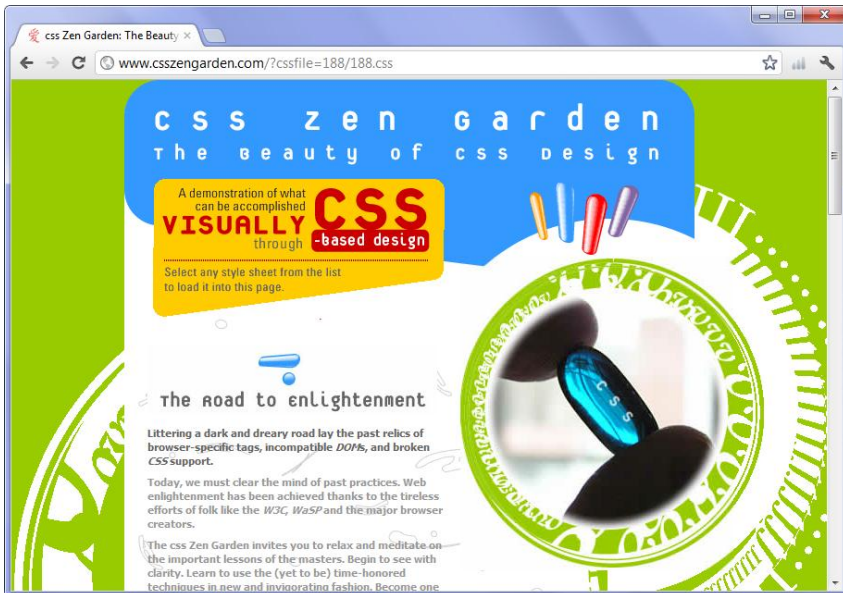 css Zen Garden: The Beauty
www.csszengarden.com/?cssfile=188/188.css
css zen Garden
The Beauty of css Design
A demonstration of what
can be accomplished
VISUALLY
through
CSS
-Based design
Select any style sheet from the list
to load it into this page.
CSS
The Road to Enlightenment
Littering a dark and dreary road lay the past relics of
browser-specific tags, incompatible DOMs, and broken
CSS support.
Today, we must clear the mind of past practices. Web
enlightenment has been achieved thanks to the tireless
efforts of folk like the W3C, WaSP and the major browser
creators.
The css Zen Garden invites you to relax and meditate on
the important lessons of the masters. Begin to see with
clarity. Learn to use the (yet to be) time-honored
techniques in new and invigorating fashion. Become one